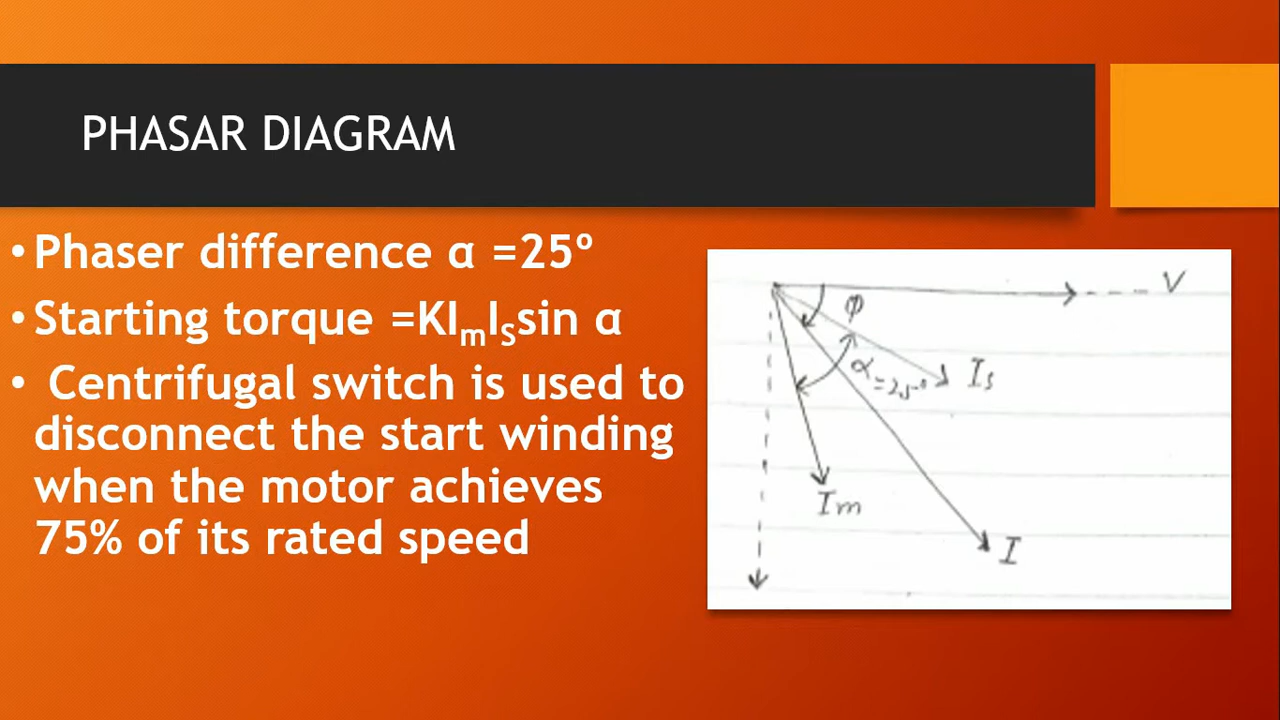 PHASAR DIAGRAM
• Phaser difference α =25º
• Starting torque =KIₘIₛsin α
• Centrifugal switch is used to
disconnect the start winding
when the motor achieves
75% of its rated speed
V
φ
α=25°
Is
Im
I